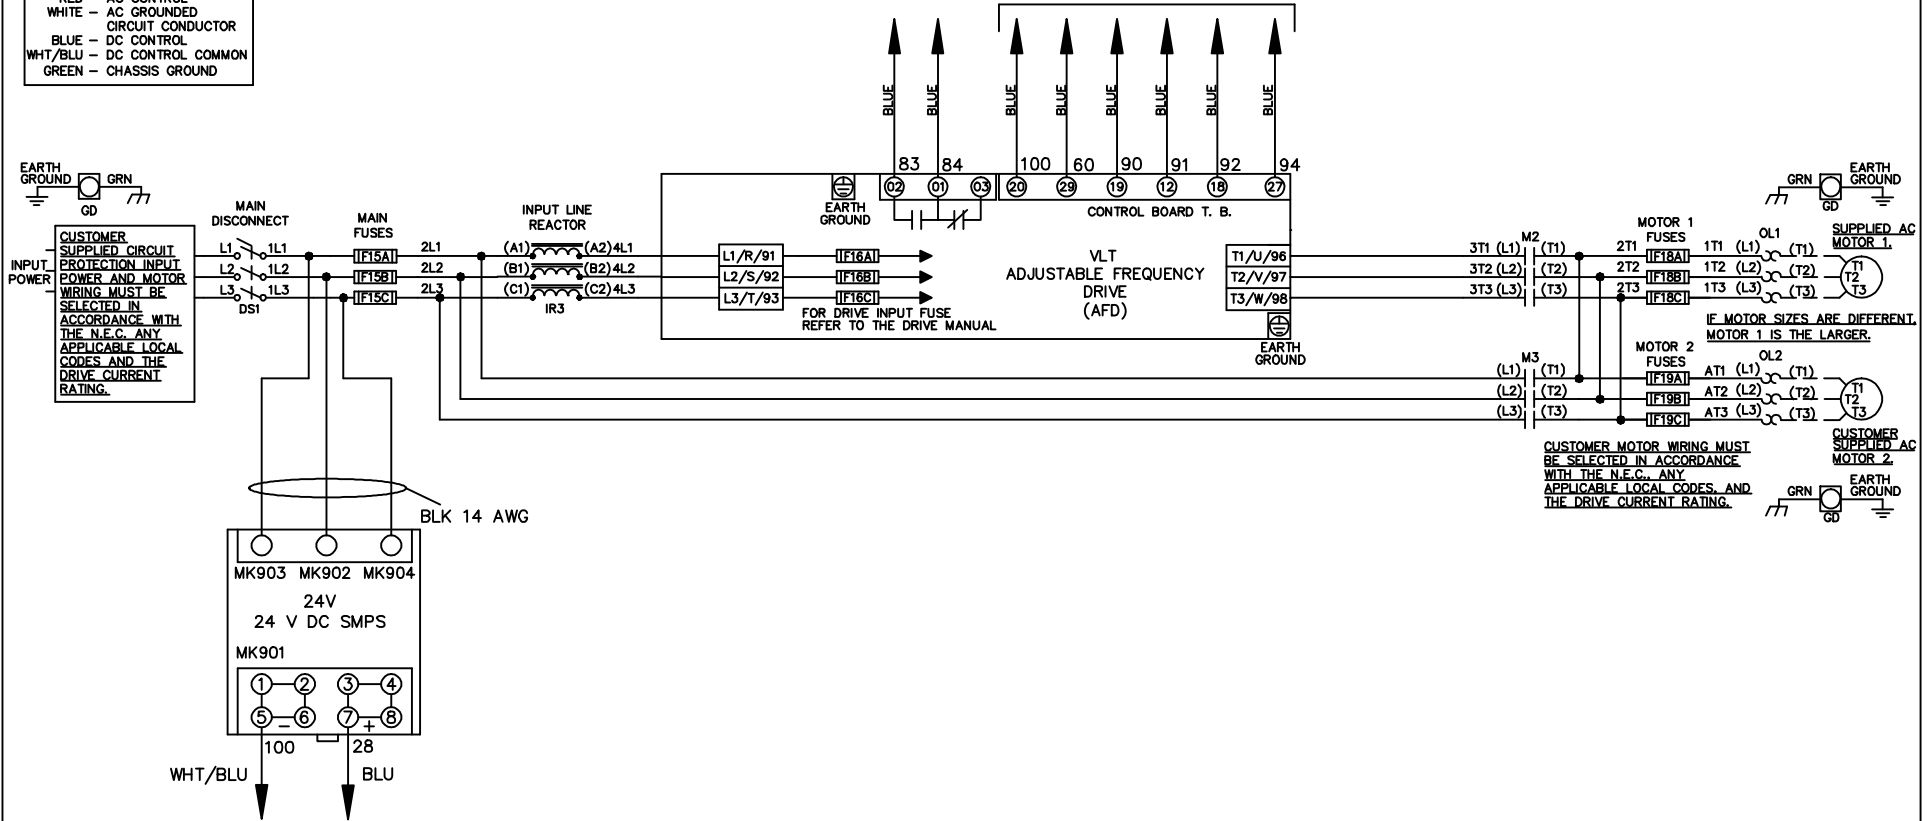 WHITE – AC GROUNDED
CIRCUIT CONDUCTOR
BLUE – DC CONTROL
WHT/BLU – DC CONTROL COMMON
GREEN – CHASSIS GROUND
BLUE BLUE BLUE BLUE BLUE BLUE BLUE BLUE
83 84 100 60 90 91 92 94
02 01 03 20 29 19 12 18 27
EARTH
GROUND
CONTROL BOARD T. B.
EARTH
GROUND
GRN
GD
CUSTOMER
SUPPLIED CIRCUIT
PROTECTION INPUT
POWER AND MOTOR
WIRING MUST BE
SELECTED IN
ACCORDANCE WITH
THE N.E.C. ANY
APPLICABLE LOCAL
CODES AND THE
DRIVE CURRENT
RATING.
INPUT
POWER
MAIN
DISCONNECT
L1 1L1
L2 1L2
L3 1L3
DS1
MAIN
FUSES
F15A
F15B
F15C
2L1
2L2
2L3
INPUT LINE
REACTOR
(A1) (A2) 4L1
(B1) (B2) 4L2
(C1) (C2) 4L3
IR3
L1/R/91
L2/S/92
L3/T/93
F16A
F16B
F16C
FOR DRIVE INPUT FUSE
REFER TO THE DRIVE MANUAL
VLT
ADJUSTABLE FREQUENCY
DRIVE
(AFD)
T1/U/96
T2/V/97
T3/W/98
EARTH
GROUND
M2
3T1 (L1) (T1)
3T2 (L2) (T2)
3T3 (L3) (T3)
MOTOR 1
FUSES
2T1 F18A 1T1 (L1) (T1)
2T2 F18B 1T2 (L2) (T2)
2T3 F18C 1T3 (L3) (T3)
OL1
GRN
EARTH
GROUND
GD
SUPPLIED AC
MOTOR 1.
T1
T2
T3
IF MOTOR SIZES ARE DIFFERENT,
MOTOR 1 IS THE LARGER.
M3
(L1) (T1)
(L2) (T2)
(L3) (T3)
MOTOR 2
FUSES
F19A AT1 (L1) (T1)
F19B AT2 (L2) (T2)
F19C AT3 (L3) (T3)
OL2
T1
T2
T3
CUSTOMER
SUPPLIED AC
MOTOR 2.
CUSTOMER MOTOR WIRING MUST
BE SELECTED IN ACCORDANCE
WITH THE N.E.C., ANY
APPLICABLE LOCAL CODES, AND
THE DRIVE CURRENT RATING.
GRN
EARTH
GROUND
GD
BLK 14 AWG
MK903 MK902 MK904
24V
24 V DC SMPS
MK901
1 2 3 4
5 6 7 8
– +
100 28
WHT/BLU BLU